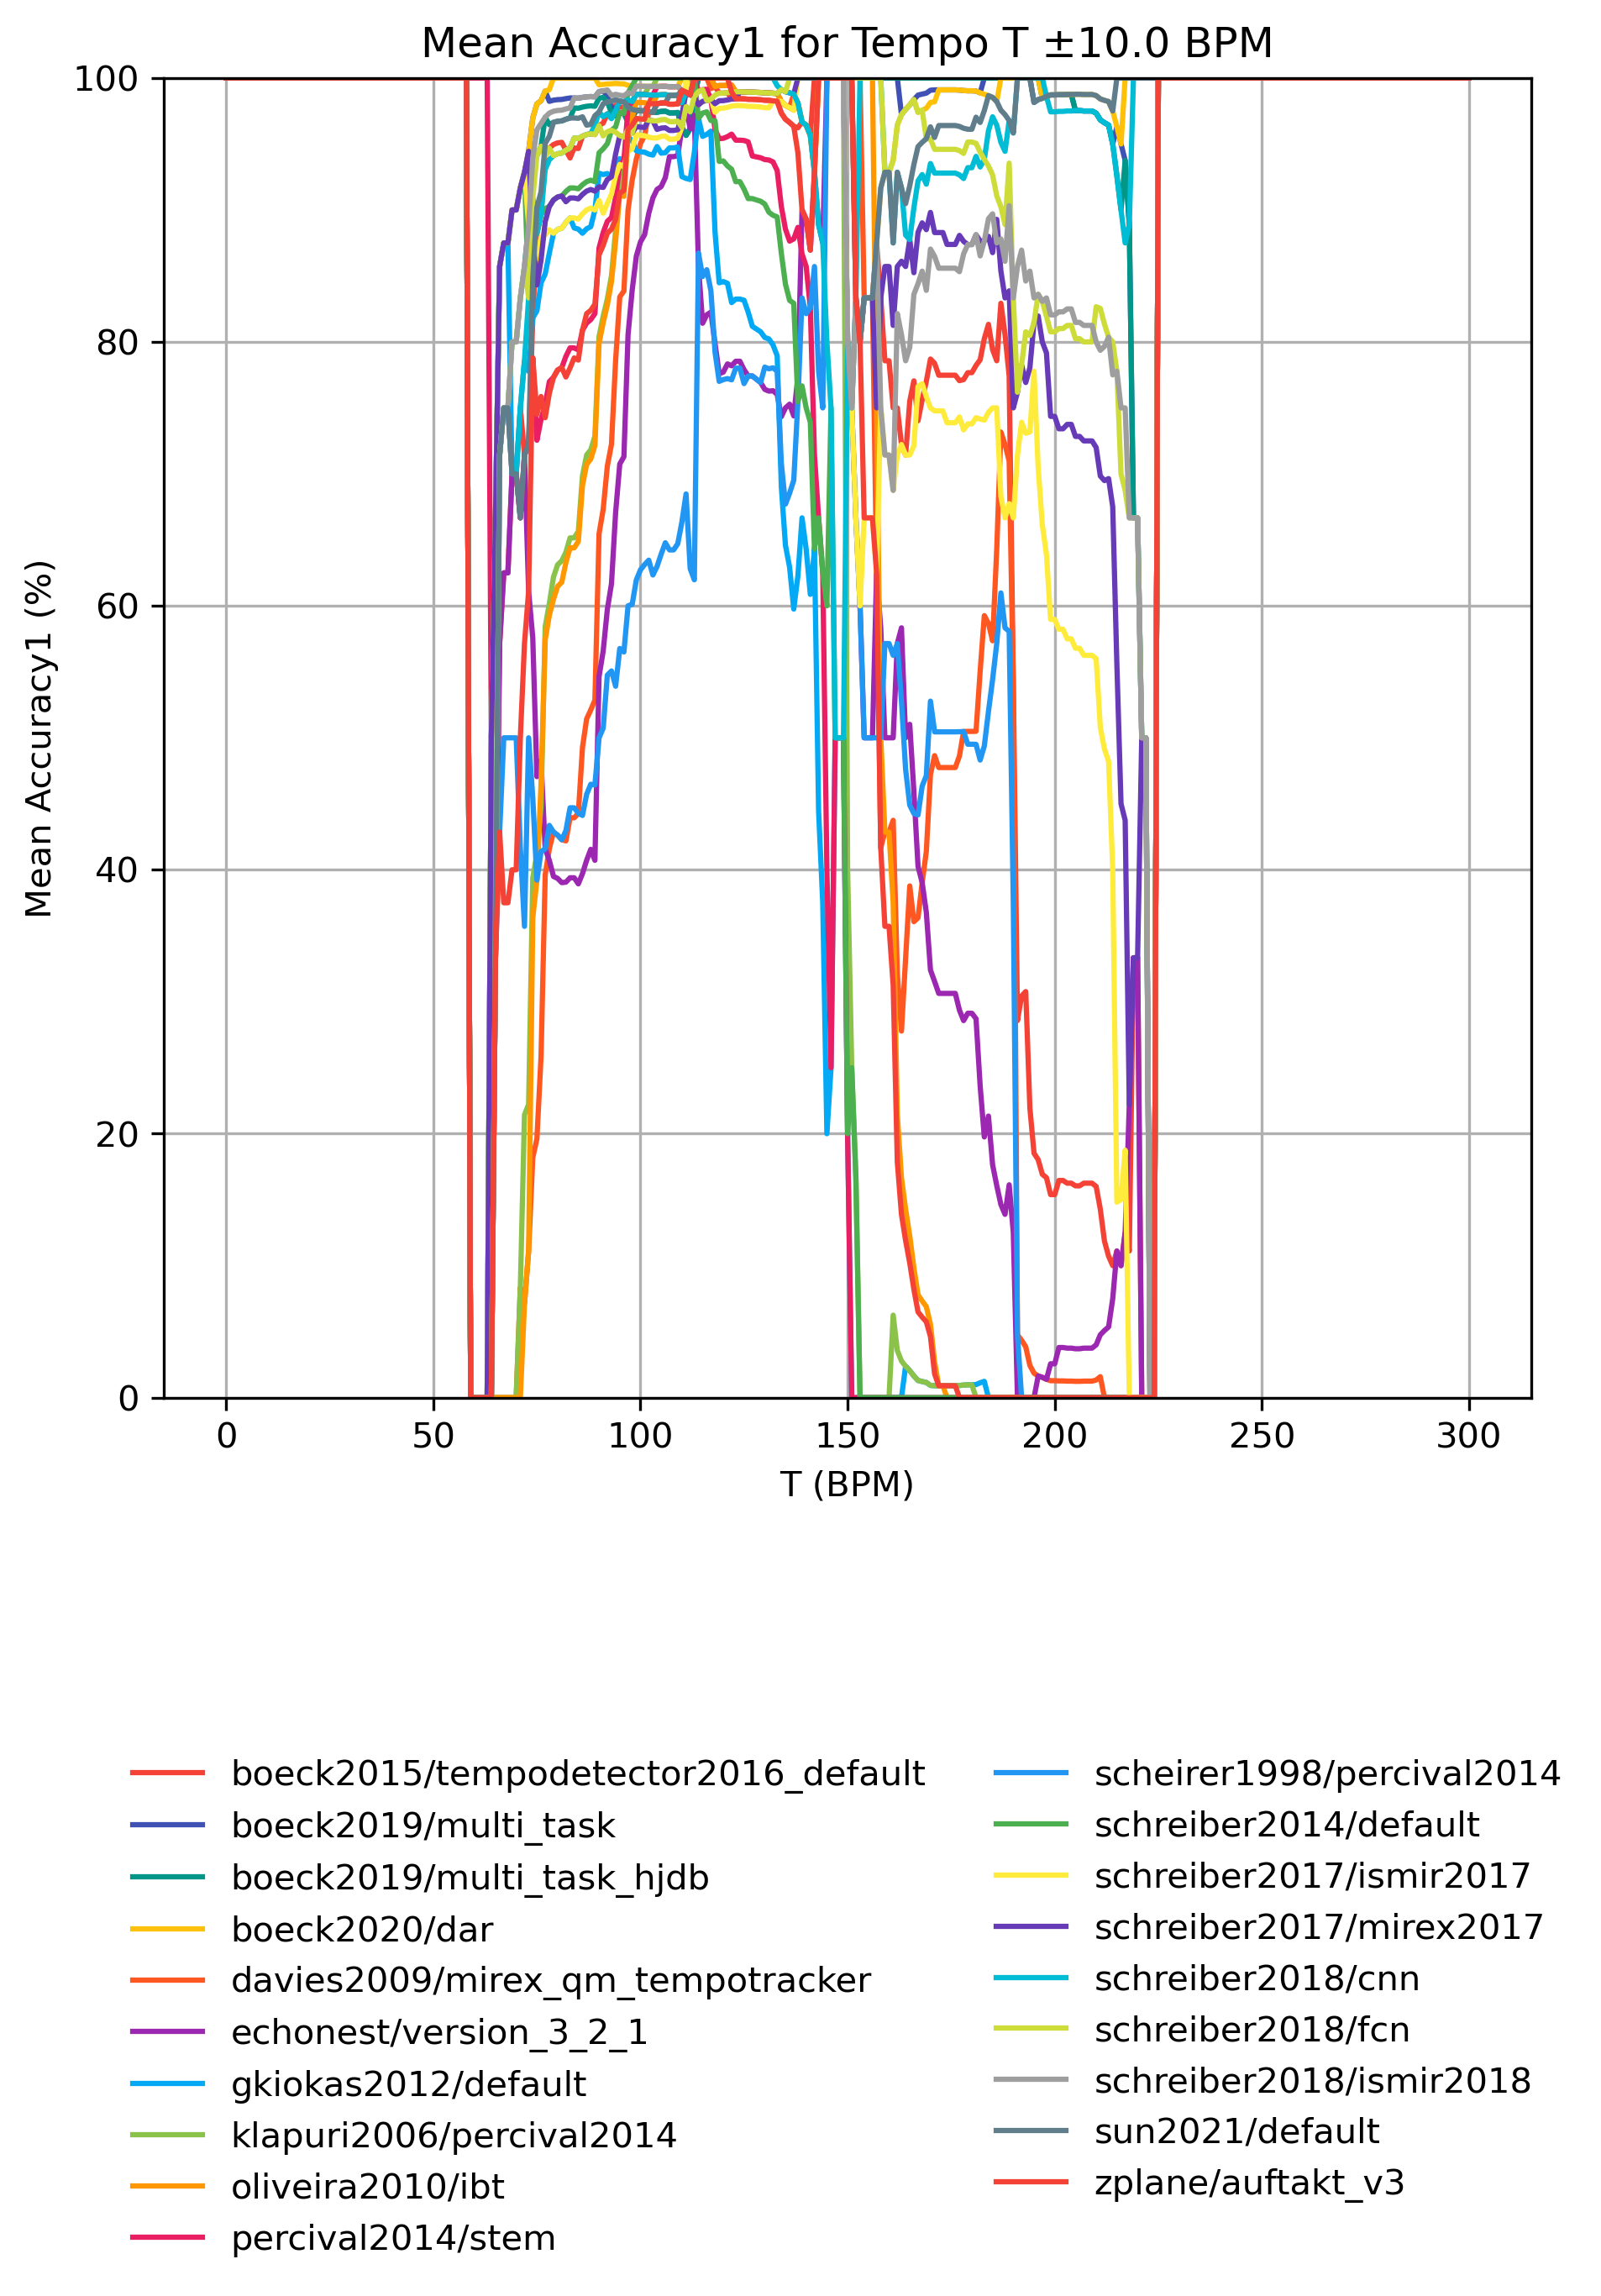 Mean Accuracy1 for Tempo T ±10.0 BPM
100
80
60
40
20
0
Mean Accuracy1 (%)
0 50 100 150 200 250 300
T (BPM)
boeck2015/tempodetector2016_default
boeck2019/multi_task
boeck2019/multi_task_hjdb
boeck2020/dar
davies2009/mirex_qm_tempotracker
echonest/version_3_2_1
gkiokas2012/default
klapuri2006/percival2014
oliveira2010/ibt
percival2014/stem
scheirer1998/percival2014
schreiber2014/default
schreiber2017/ismir2017
schreiber2017/mirex2017
schreiber2018/cnn
schreiber2018/fcn
schreiber2018/ismir2018
sun2021/default
zplane/auftakt_v3